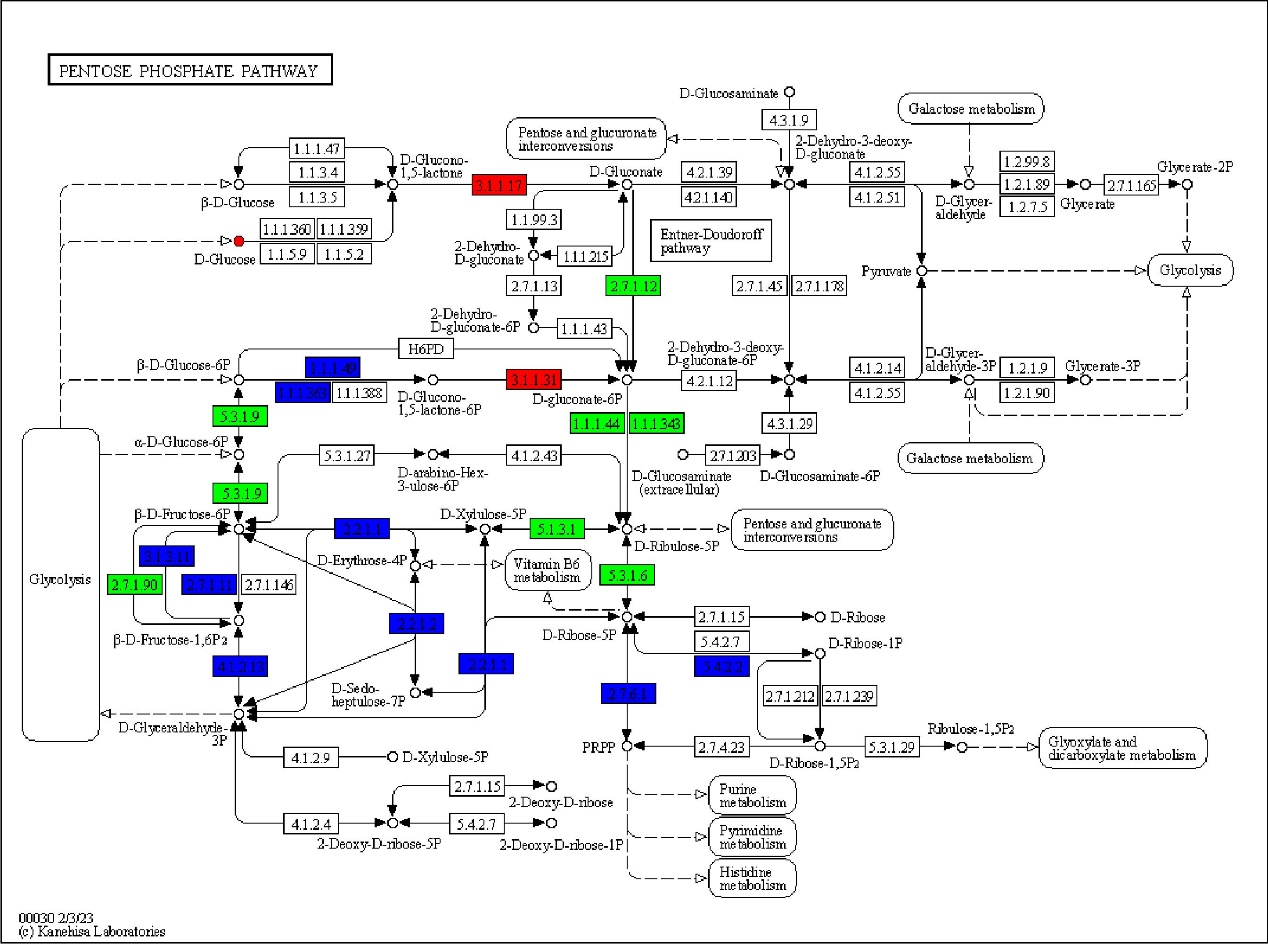 PENTOSE PHOSPHATE PATHWAY
D-Glucosaminate
4.3.1.9
Galactose metabolism
Pentose and glucuronate
interconversions
2-Dehydro-3-deoxy-
D-gluconate
1.1.1.47
1.1.3.4
1.1.3.5
β-D-Glucose
D-Glucono-
1,5-lactone
3.1.1.17
D-Gluconate
4.2.1.39
4.2.1.140
4.1.2.55
4.1.2.51
D-Glycer-
aldehyde
1.2.99.8
1.2.1.89
1.2.7.5
Glycerate
2.7.1.165
Glycerate-2P
1.1.1.360
1.1.1.359
1.1.5.9
1.1.5.2
D-Glucose
1.1.99.3
2-Dehydro-
D-gluconate
1.1.1.215
Entner-Doudoroff
pathway
2.7.1.13
2.7.1.12
2.7.1.45
2.7.1.178
Pyruvate
Glycolysis
2-Dehydro-
D-gluconate-6P
1.1.1.43
H6PD
2-Dehydro-3-deoxy-
D-gluconate-6P
β-D-Glucose-6P
1.1.1.49
1.1.1.363
1.1.1.388
D-Glucono-
1,5-lactone-6P
3.1.1.31
D-gluconate-6P
4.2.1.12
4.1.2.14
4.1.2.55
D-Glycer-
aldehyde-3P
1.2.1.9
1.2.1.90
Glycerate-3P
5.3.1.9
1.1.1.44
1.1.1.343
4.3.1.29
Galactose metabolism
α-D-Glucose-6P
5.3.1.27
D-arabino-Hex-
3-ulose-6P
4.1.2.43
D-Glucosaminate
(extracellular)
2.7.1.203
D-Glucosaminate-6P
5.3.1.9
β-D-Fructose-6P
2.2.1.1
D-Xylulose-5P
5.1.3.1
D-Ribulose-5P
Pentose and glucuronate
interconversions
Glycolysis
3.1.3.11
2.7.1.90
2.7.1.11
2.7.1.146
D-Erythrose-4P
Vitamin B6
metabolism
5.3.1.6
β-D-Fructose-1,6P2
2.2.1.2
D-Ribose-5P
2.7.1.15
D-Ribose
5.4.2.7
5.4.2.2
D-Ribose-1P
4.1.2.13
2.2.1.1
2.7.6.1
D-Sedo-
heptulose-7P
2.7.1.212
2.7.1.239
D-Glyceraldehyde-
3P
PRPP
2.7.4.23
D-Ribose-1,5P2
5.3.1.29
Ribulose-1,5P2
Glyoxylate and
dicarboxylate metabolism
4.1.2.9
D-Xylulose-5P
2.7.1.15
2-Deoxy-D-ribose
4.1.2.4
2-Deoxy-D-ribose-5P
5.4.2.7
2-Deoxy-D-ribose-1P
Purine
metabolism
Pyrimidine
metabolism
Histidine
metabolism
00030 2/3/23
(c) Kanehisa Laboratories